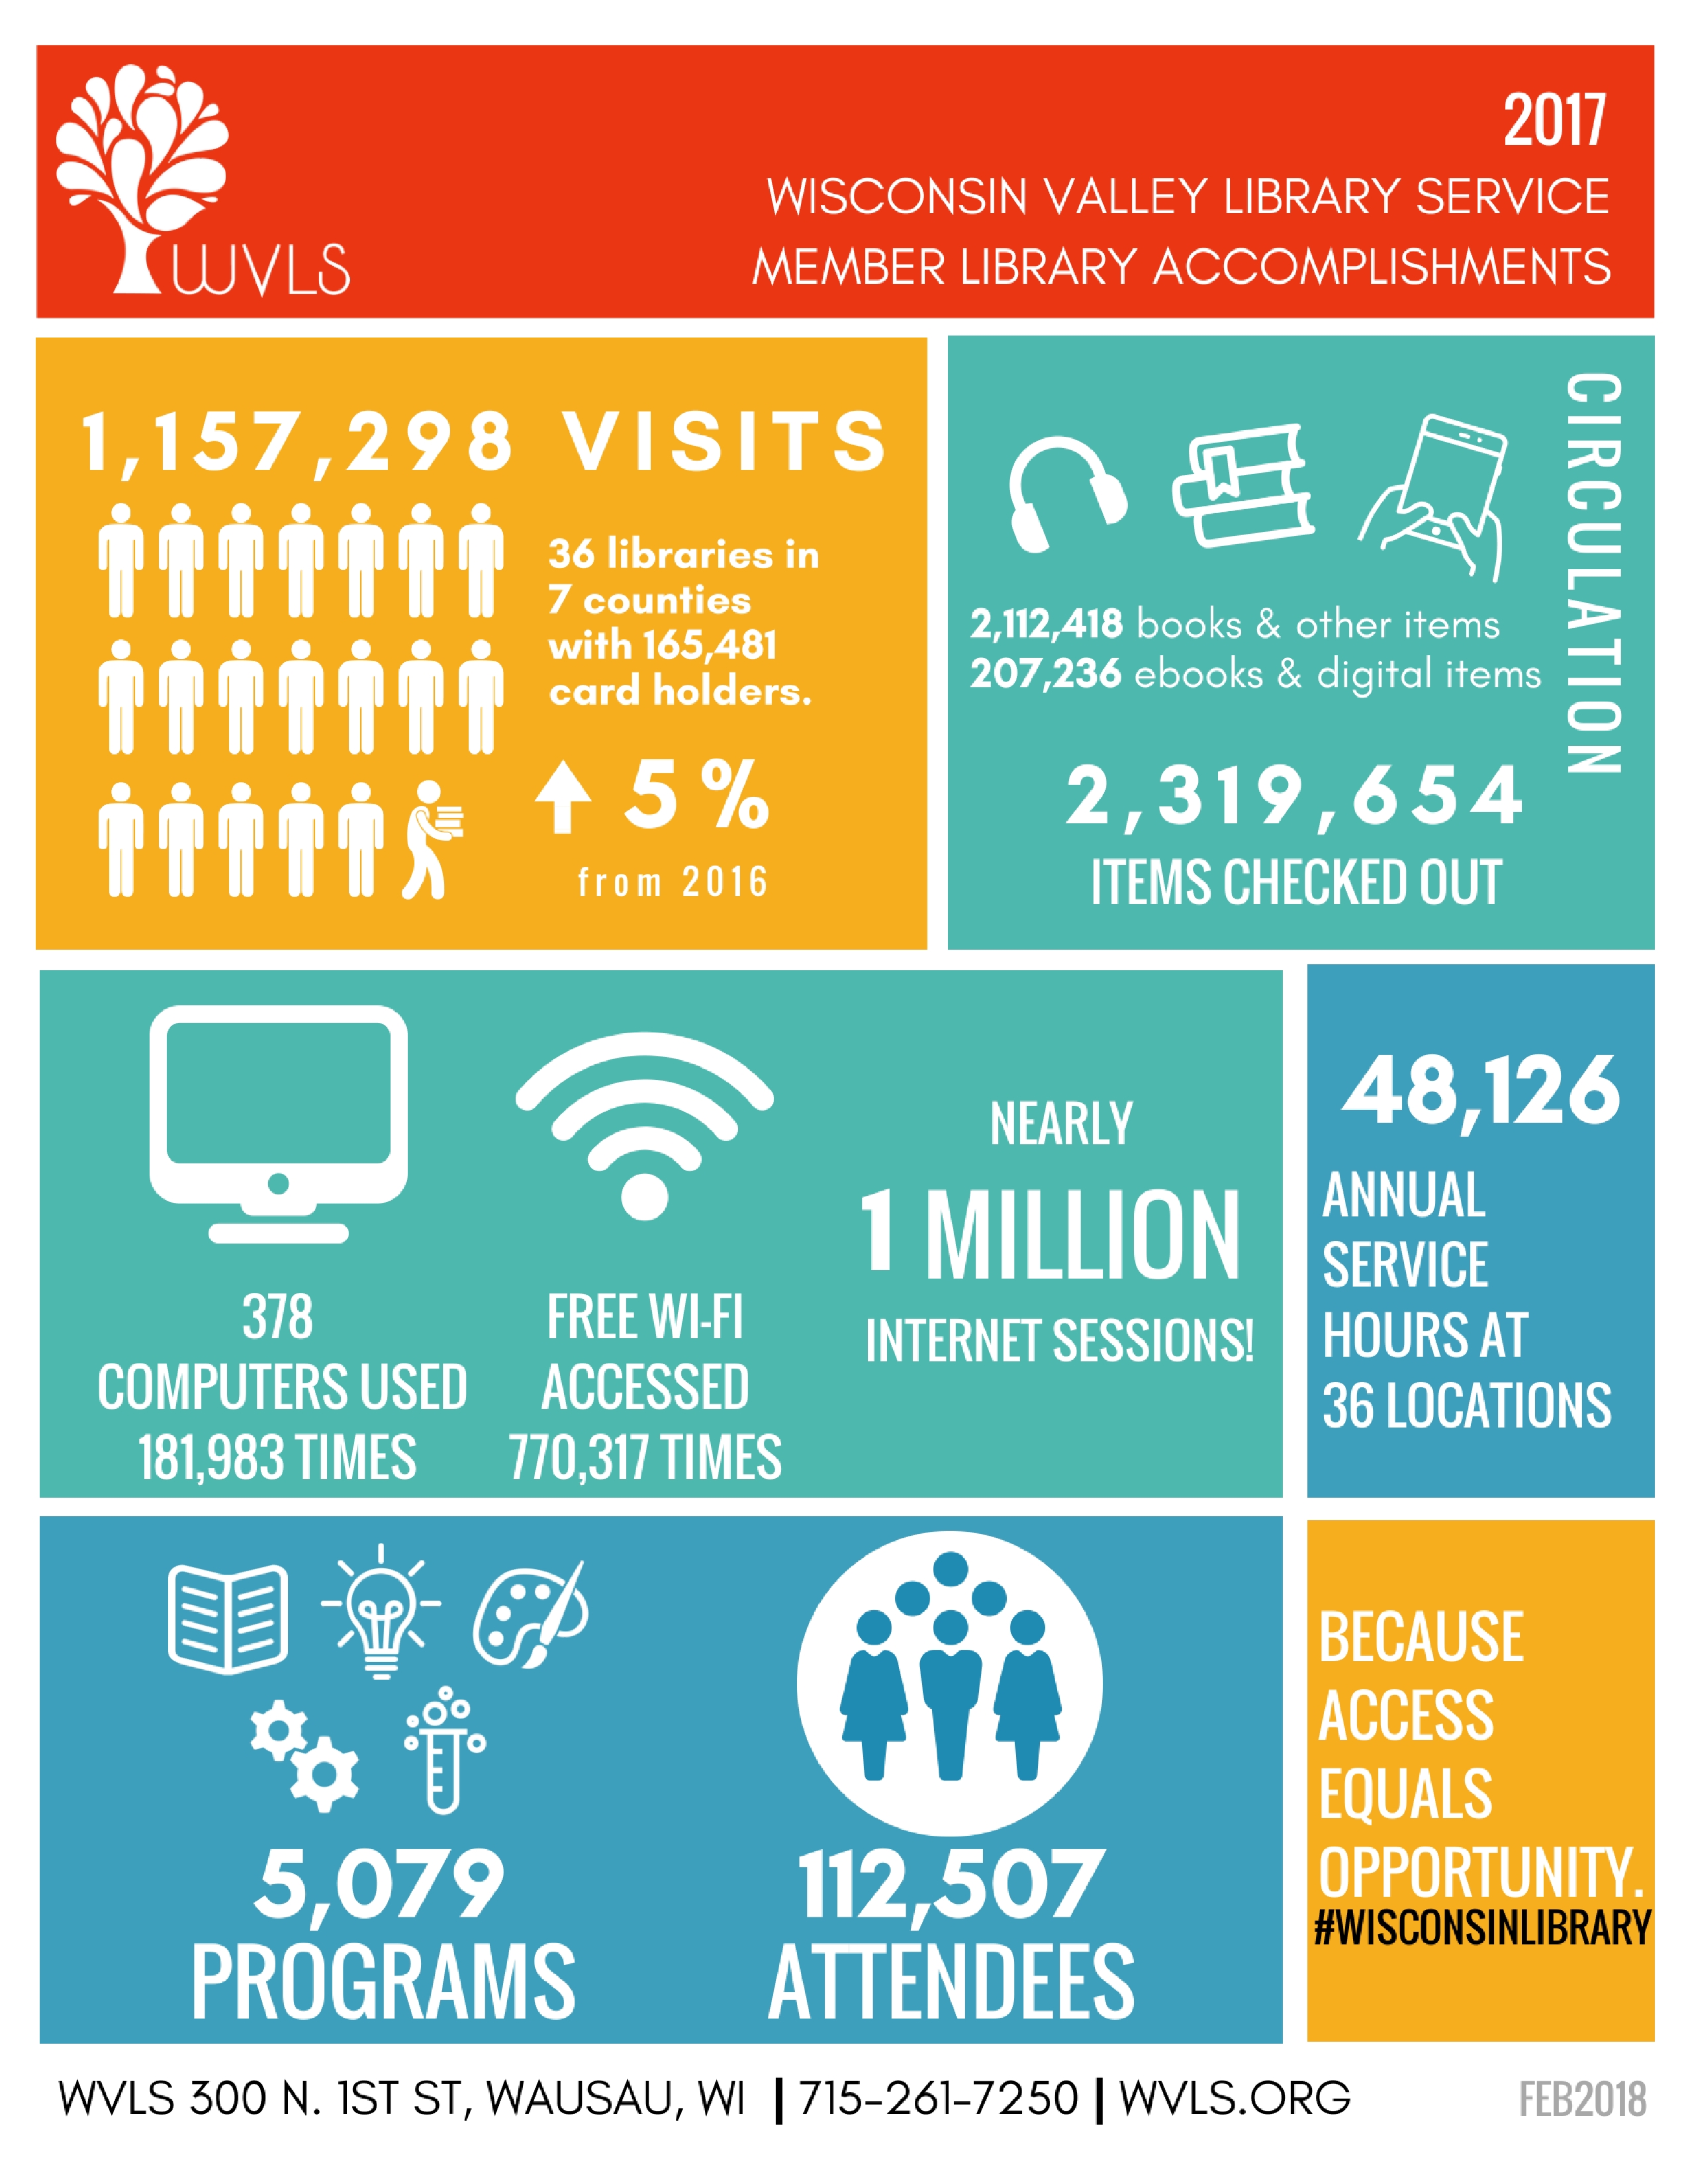 WVLS
2017
WISCONSIN VALLEY LIBRARY SERVICE
MEMBER LIBRARY ACCOMPLISHMENTS
1,157,298 VISITS
36 libraries in
7 counties
with 165,481
card holders.
5%
from 2016
CIRCULATION
2,112,418 books & other items
207,236 ebooks & digital items
2,319,654
ITEMS CHECKED OUT
378
COMPUTERS USED
181,983 TIMES
FREE WI-FI
ACCESSED
770,317 TIMES
NEARLY
1 MILLION
INTERNET SESSIONS!
48,126
ANNUAL
SERVICE
HOURS AT
36 LOCATIONS
5,079
PROGRAMS
112,507
ATTENDEES
BECAUSE
ACCESS
EQUALS
OPPORTUNITY.
#WISCONSINLIBRARY
WVLS 300 N. 1ST ST, WAUSAU, WI | 715-261-7250 | WVLS.ORG
FEB2018